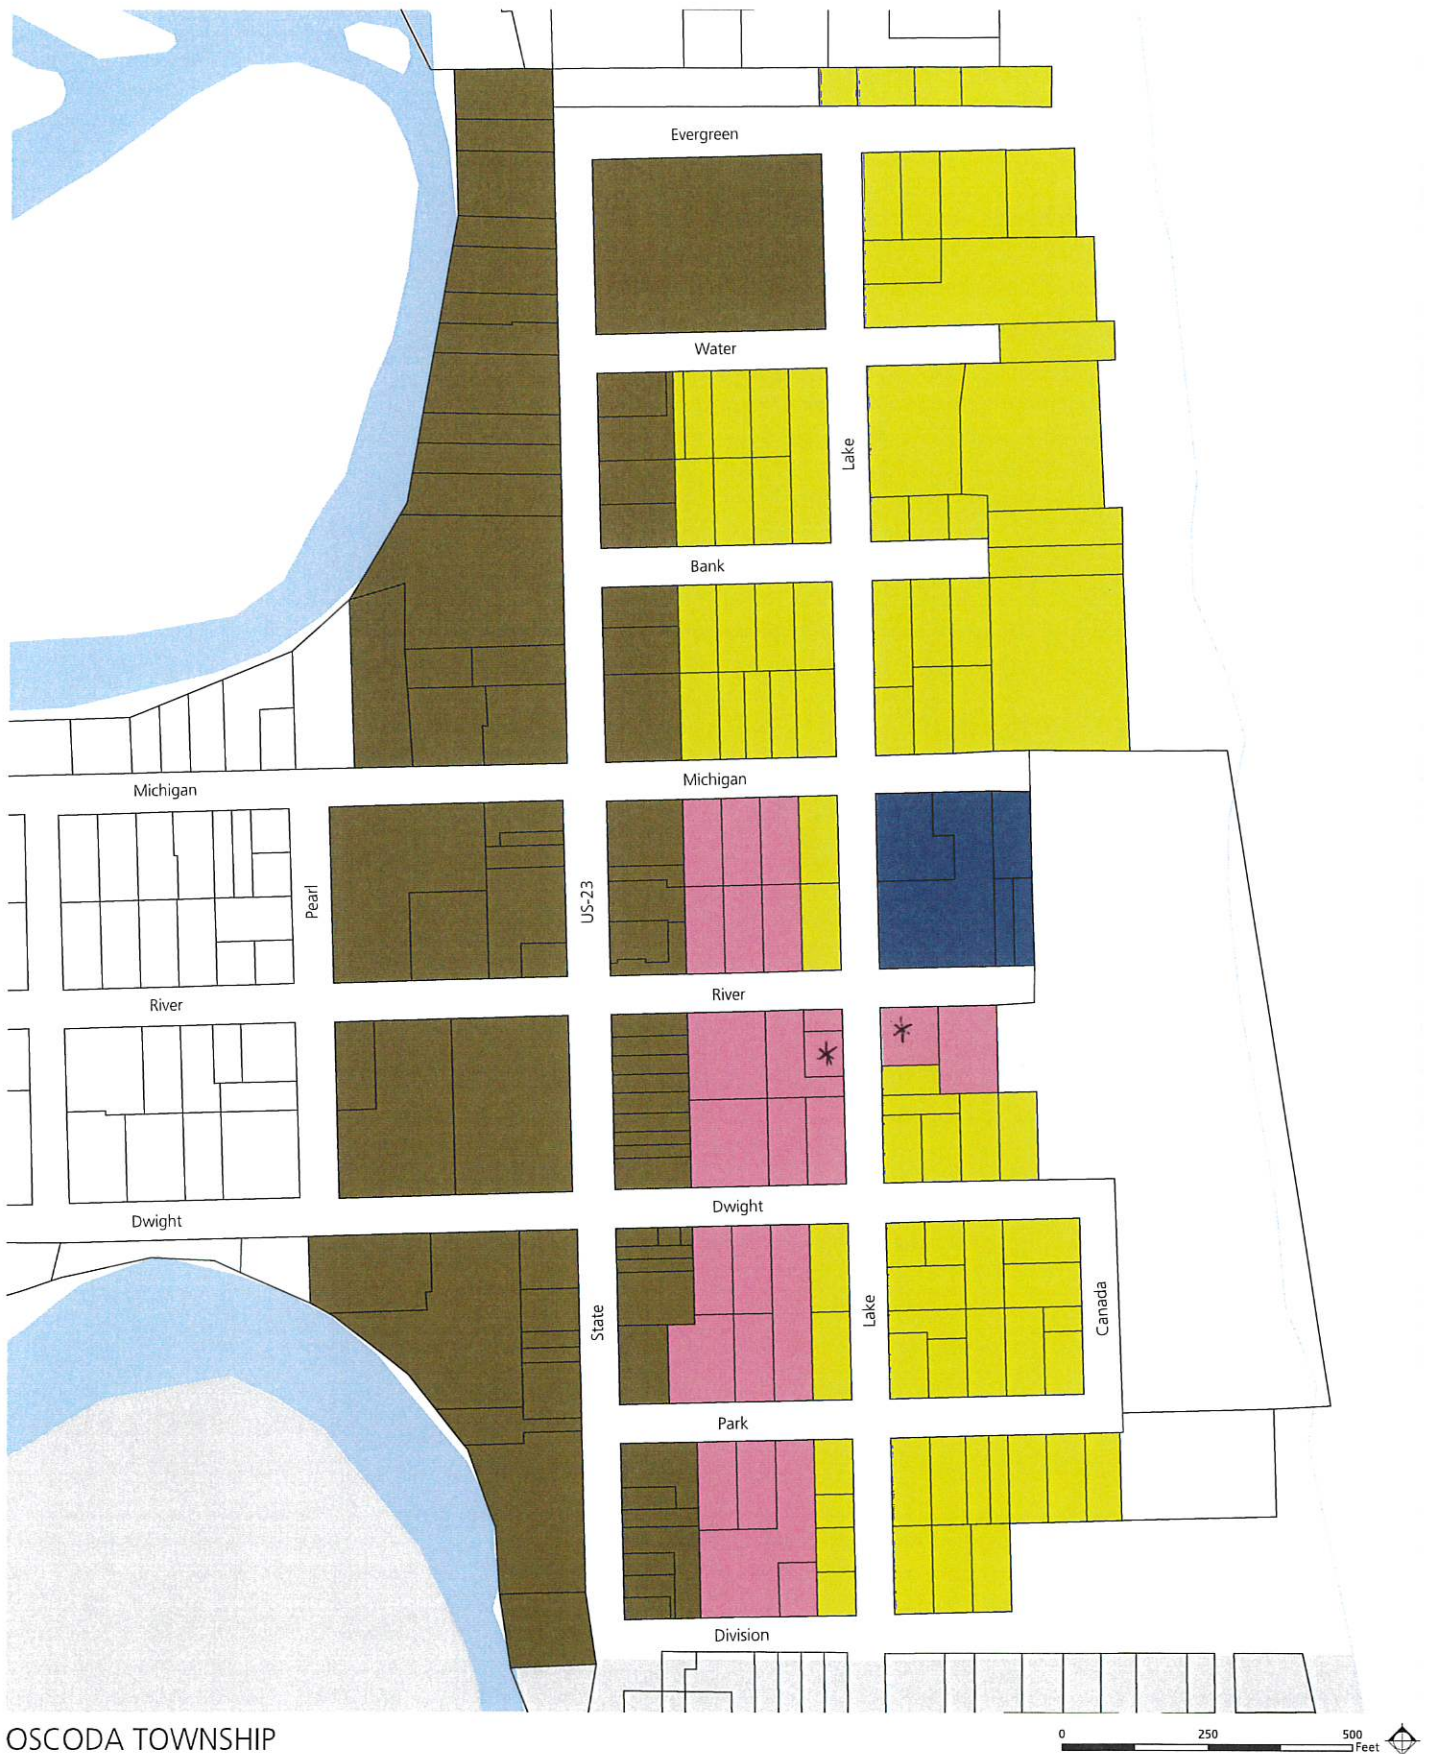 Evergreen
Water
Lake
Bank
Michigan
Michigan
Pearl
US-23
River
River
Dwight
Dwight
State
Lake
Canada
Park
Division
OSCODA TOWNSHIP
0 250 500
Feet